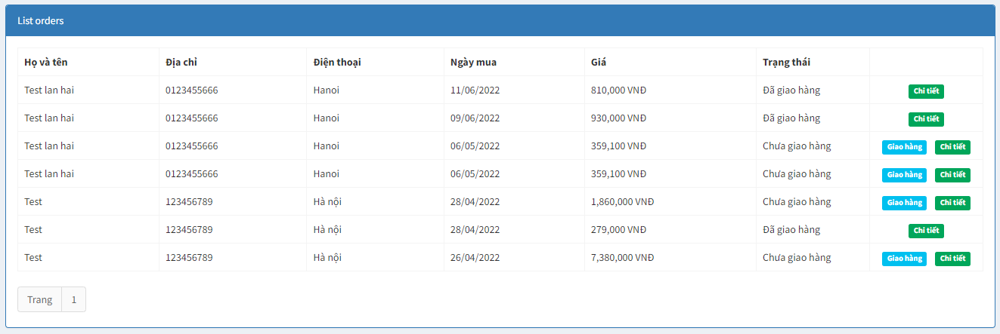 List orders
Họ và tên Địa chỉ Điện thoại Ngày mua Giá Trạng thái
Test lan hai 0123455666 Hanoi 11/06/2022 810,000 VNĐ Đã giao hàng Chi tiết
Test lan hai 0123455666 Hanoi 09/06/2022 930,000 VNĐ Đã giao hàng Chi tiết
Test lan hai 0123455666 Hanoi 06/05/2022 359,100 VNĐ Chưa giao hàng Giao hàng Chi tiết
Test lan hai 0123455666 Hanoi 06/05/2022 359,100 VNĐ Chưa giao hàng Giao hàng Chi tiết
Test 123456789 Hà nội 28/04/2022 1,860,000 VNĐ Chưa giao hàng Giao hàng Chi tiết
Test 123456789 Hà nội 28/04/2022 279,000 VNĐ Đã giao hàng Chi tiết
Test 123456789 Hà nội 26/04/2022 7,380,000 VNĐ Chưa giao hàng Giao hàng Chi tiết
Trang 1